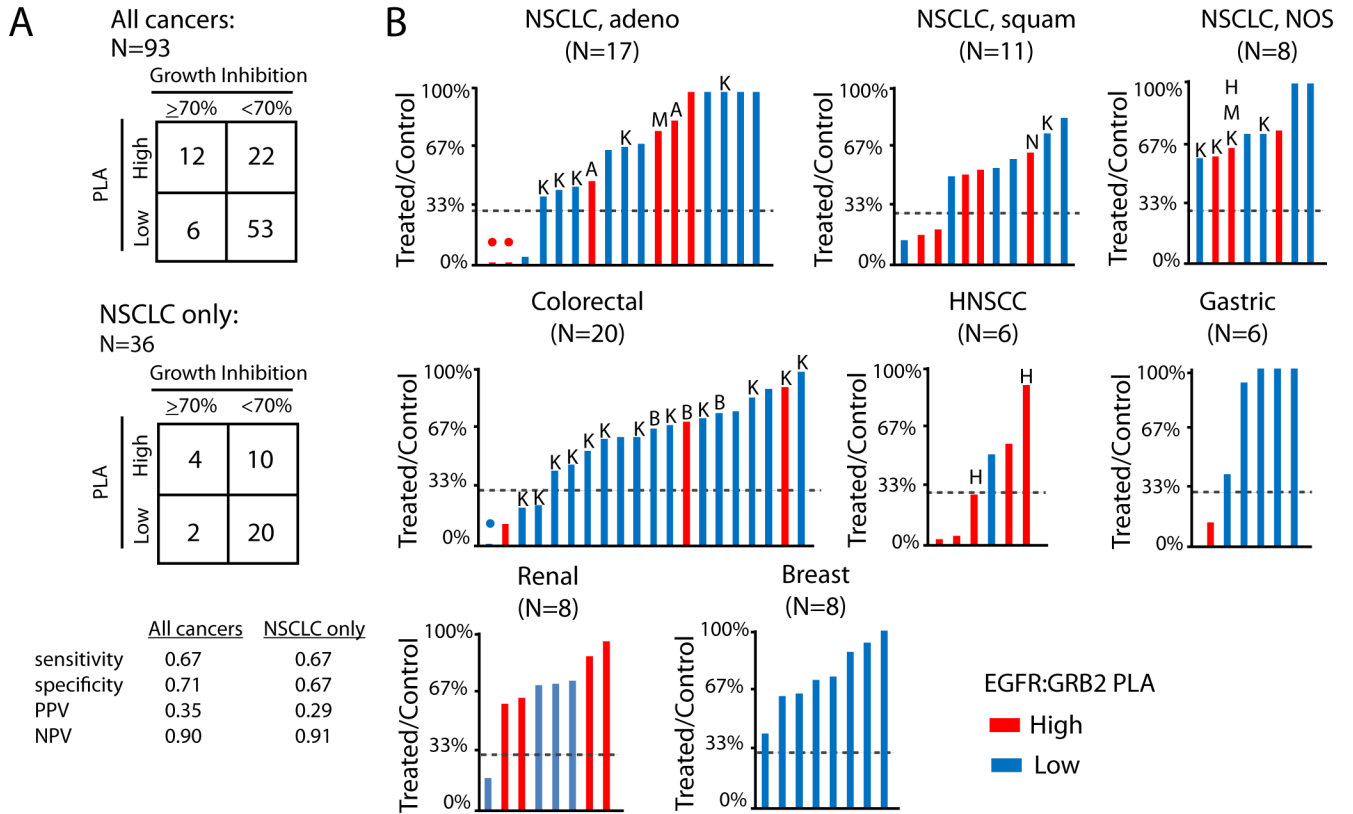 A
All cancers:
N=93
Growth Inhibition
≥70% <70%
PLA
High
12 22
Low
6 53
NSCLC only:
N=36
Growth Inhibition
≥70% <70%
PLA
High
4 10
Low
2 20
All cancers NSCLC only
sensitivity 0.67 0.67
specificity 0.71 0.67
PPV 0.35 0.29
NPV 0.90 0.91
B
NSCLC, adeno
(N=17)
Treated/Control
100%
67%
33%
0%
K K K A K M A K
NSCLC, squam
(N=11)
Treated/Control
100%
67%
33%
0%
N K
NSCLC, NOS
(N=8)
Treated/Control
100%
67%
33%
0%
H
M
K K K K
Colorectal
(N=20)
Treated/Control
100%
67%
33%
0%
K K K K K K K B K B K B K K K
HNSCC
(N=6)
Treated/Control
100%
67%
33%
0%
H H
Gastric
(N=6)
Treated/Control
100%
67%
33%
0%
Renal
(N=8)
Treated/Control
100%
67%
33%
0%
Breast
(N=8)
Treated/Control
100%
67%
33%
0%
EGFR:GRB2 PLA
High
Low